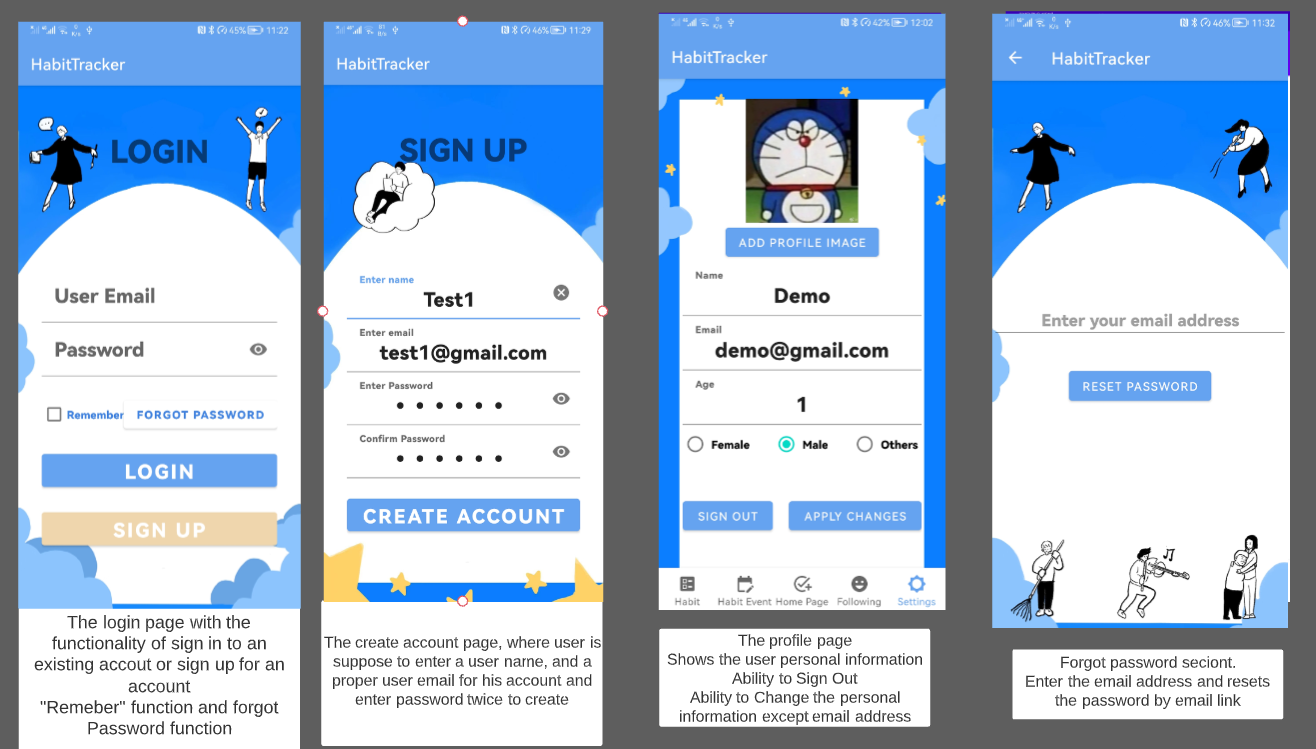 45% 11:22
HabitTracker
LOGIN
User Email
Password
Remember
FORGOT PASSWORD
LOGIN
SIGN UP
The login page with the
functionality of sign in to an
existing accout or sign up for an
account
"Remeber" function and forgot
Password function
46% 11:29
HabitTracker
SIGN UP
Enter name
Test1
Enter email
test1@gmail.com
Enter Password
Confirm Password
CREATE ACCOUNT
The create account page, where user is
suppose to enter a user name, and a
proper user email for his account and
enter password twice to create
42% 12:02
HabitTracker
ADD PROFILE IMAGE
Name
Demo
Email
demo@gmail.com
Age
1
Female Male Others
SIGN OUT APPLY CHANGES
Habit Habit Event Home Page Following Settings
The profile page
Shows the user personal information
Ability to Sign Out
Ability to Change the personal
information except email address
46% 11:32
HabitTracker
Enter your email address
RESET PASSWORD
Forgot password seciont.
Enter the email address and resets
the password by email link